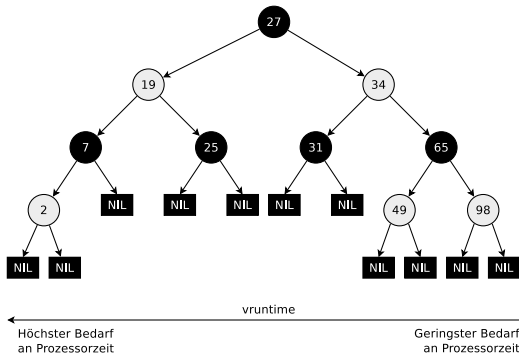 27
19
34
7
25
31
65
2
NIL
NIL
NIL
NIL
NIL
49
98
NIL
NIL
NIL
NIL
NIL
NIL
vruntime
Höchster Bedarf
an Prozessorzeit
Geringster Bedarf
an Prozessorzeit